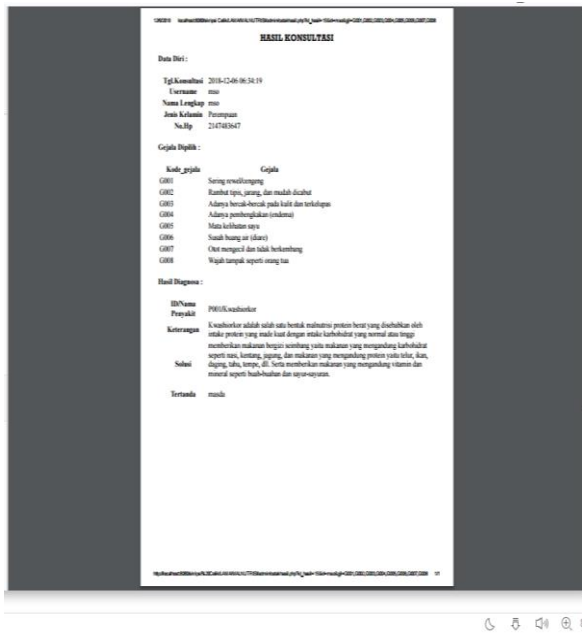 HASIL KONSULTASI
Data Diri :
Tgl.Konsultasi 2018-12-06 06:34:19
Username
Nama Lengkap
Jenis Kelamin Perempuan
No.Hp 2147483647
Gejala Dipilih :
Kode_gejala Gejala
G001 Sering rewel/cengeng
G002 Rambut tipis, jarang, dan mudah dicabut
G003 Adanya bercak-bercak pada kulit dan terkelupas
G004 Adanya pembengkakan
G005 Mata kelihatan sayu
G006 Susah buang air (diare)
G007 Otot mengecil dan tidak berkembang
G008 Wajah tampak seperti orang tua
Hasil Diagnosa :
ID/Nama
Penyakit P001/Kwashiorkor
Keterangan Kwashiorkor adalah salah satu bentuk malnutrisi protein berat yang disebabkan oleh
intake protein yang kuat dengan intake karbohidrat yang normal atau tinggi
memberikan makanan bergizi seimbang yaitu makanan yang mengandung karbohidrat
seperti nasi, kentang, jagung, dan makanan yang mengandung protein yaitu telur, ikan,
Solusi daging, tahu, tempe, dll. Serta memberikan makanan yang mengandung vitamin dan
mineral seperti buah-buahan dan sayur-sayuran.
Tertanda
1/1